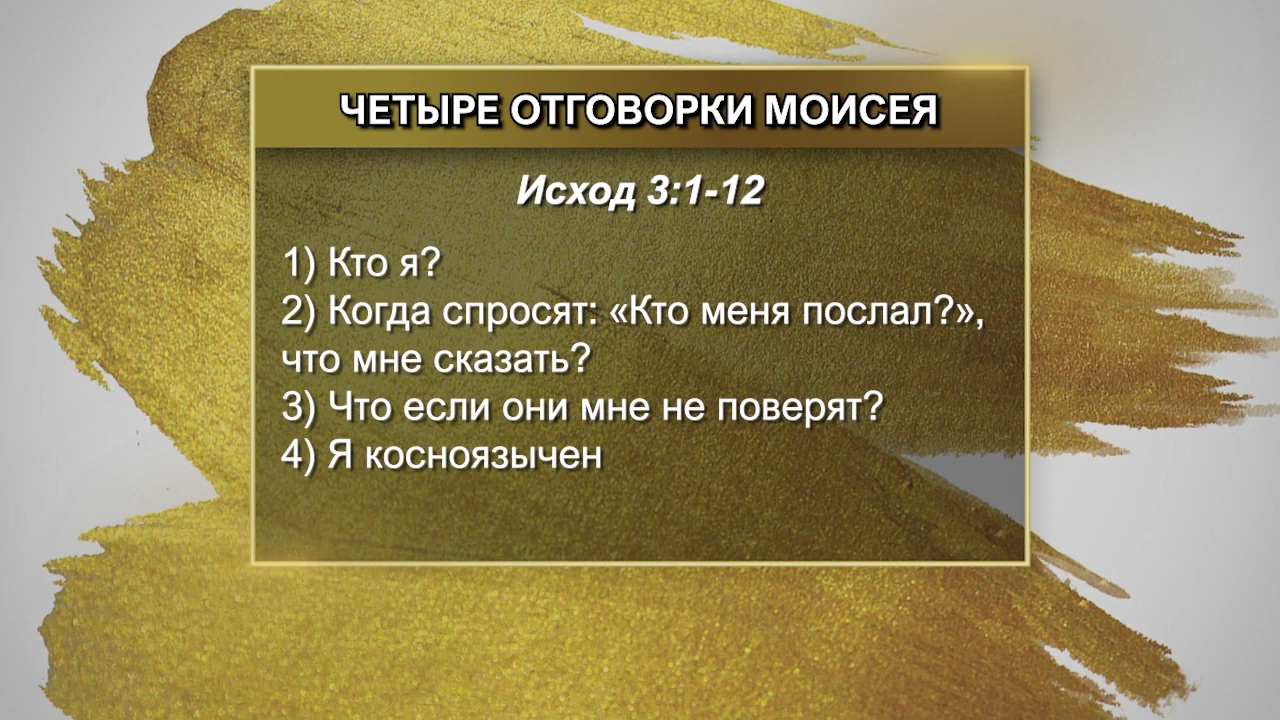 ЧЕТЫРЕ ОТГОВОРКИ МОИСЕЯ
Исход 3:1-12
1) Кто я?
2) Когда спросят: «Кто меня послал?»,
что мне сказать?
3) Что если они мне не поверят?
4) Я косноязычен